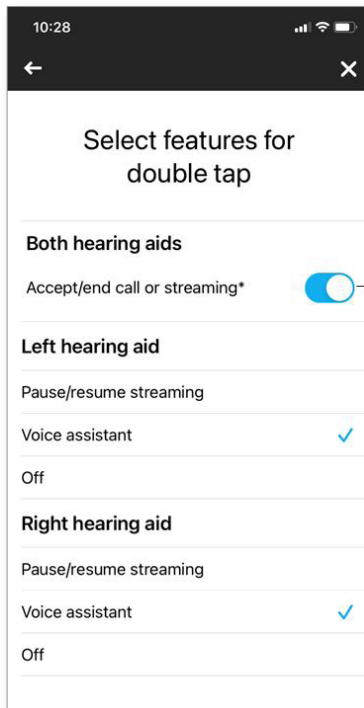 10:28
Select features for
double tap
Both hearing aids
Accept/end call or streaming*
Left hearing aid
Pause/resume streaming
Voice assistant
Off
Right hearing aid
Pause/resume streaming
Voice assistant
Off